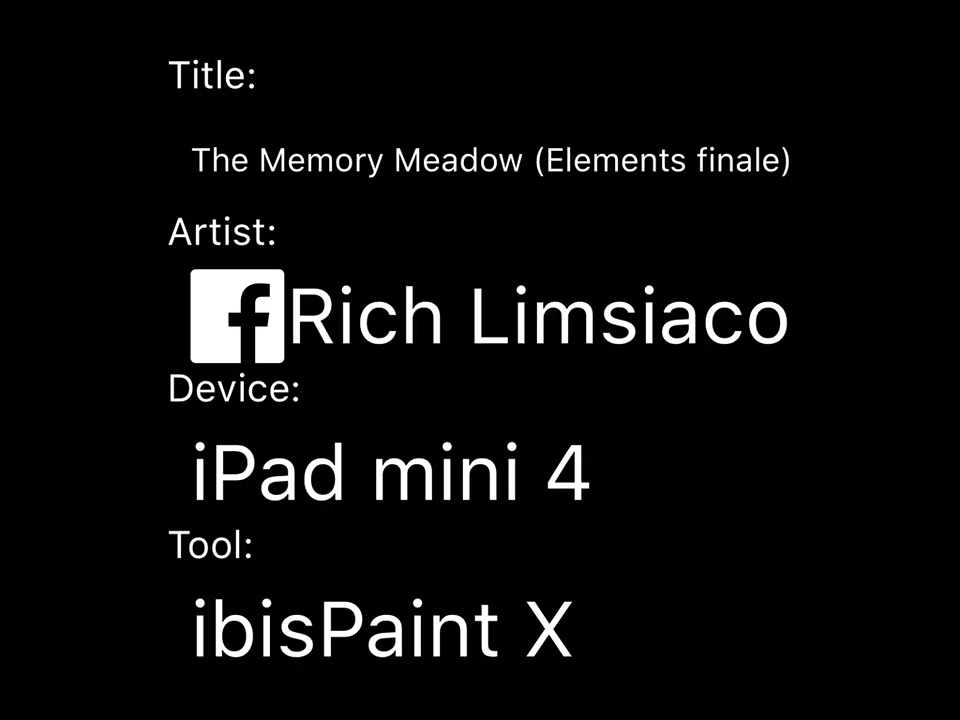 Title:
The Memory Meadow (Elements finale)
Artist:
Rich Limsiaco
Device:
iPad mini 4
Tool:
ibisPaint X